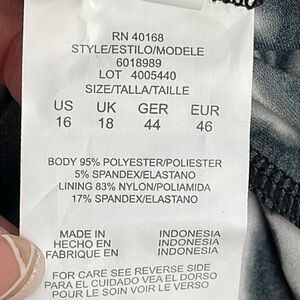 RN 40168
STYLE/ESTILO/MODELE
6018989
LOT 4005440
SIZE/TALLA/TAILLE
US UK GER EUR
16 18 44 46
BODY 95% POLYESTER/POLIESTER
5% SPANDEX/ELASTANO
LINING 83% NYLON/POLIAMIDA
17% SPANDEX/ELASTANO
MADE IN INDONESIA
HECHO EN INDONESIA
FABRIQUE EN INDONESIA
FOR CARE SEE REVERSE SIDE
PARA EL CUIDADO VEA EL DORSO
POUR LE SOIN VOIR LE VERSO